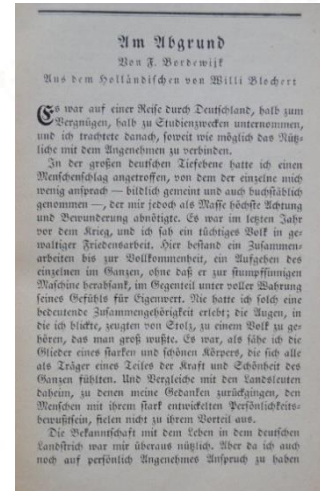 Am Abgrund
Von F. Bordewijk
Aus dem Holländischen von Willi Blochert
Es war auf einer Reise durch Deutschland, halb zum
Vergnügen, halb zu Studienzwecken unternommen,
und ich trachtete danach, soweit wie möglich das Nütz-
liche mit dem Angenehmen zu verbinden.
In der großen deutschen Tiefebene hatte ich einen
Menschenschlag angetroffen, von dem der einzelne mich
wenig ansprach — bildlich gemeint und auch buchstäblich
genommen —, der mir jedoch als Masse höchste Achtung
und Bewunderung abnötigte. Es war im letzten Jahr
vor dem Krieg, und ich sah ein tüchtiges Volk in ge-
waltiger Friedensarbeit. Hier bestand ein Zusammen-
arbeiten bis zur Vollkommenheit, ein Aufgehen des
einzelnen im Ganzen, ohne daß er zur stumpfsinnigen
Maschine herabsank, im Gegenteil unter voller Wahrung
seines Gefühls für Eigenwert. Nie hatte ich solch eine
bedeutende Zusammengehörigkeit erlebt; die Augen, in
die ich blickte, zeugten von Stolz, zu einem Volk zu ge-
hören, das man groß wußte. Es war, als sähe ich die
Glieder eines starken und schönen Körpers, die sich alle
als Träger eines Teiles der Kraft und Schönheit des
Ganzen fühlten. Und Vergleiche mit den Landsleuten
daheim, zu denen meine Gedanken zurückgingen, den
Menschen mit ihrem stark entwickelten Persönlichkeits-
bewußtsein, fielen nicht zu ihrem Vorteil aus.
Die Bekanntschaft mit dem Leben in dem deutschen
Landstrich war mir überaus nützlich. Aber da ich auch
noch auf persönlich Angenehmes Anspruch zu haben